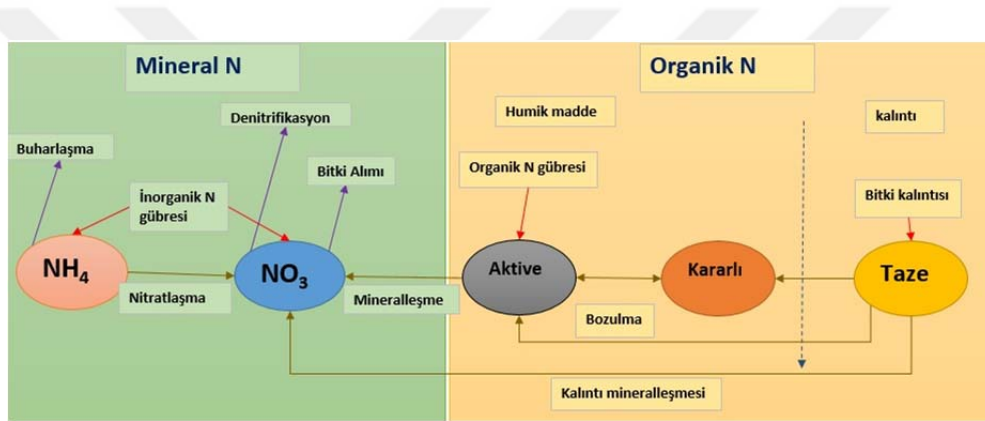 Mineral N
Organik N
Denitrifikasyon
Humik madde
kalıntı
Buharlaşma
Bitki Alımı
Organik N gübresi
İnorganik N
gübresi
Bitki kalıntısı
NH₄
NO₃
Aktive
Kararlı
Taze
Nitratlaşma
Mineralleşme
Bozulma
Kalıntı mineralleşmesi